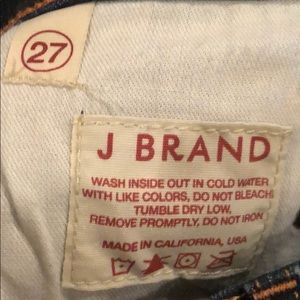 27
J BRAND
WASH INSIDE OUT IN COLD WATER
WITH LIKE COLORS, DO NOT BLEACH
TUMBLE DRY LOW,
REMOVE PROMPTLY, DO NOT IRON
MADE IN CALIFORNIA, USA